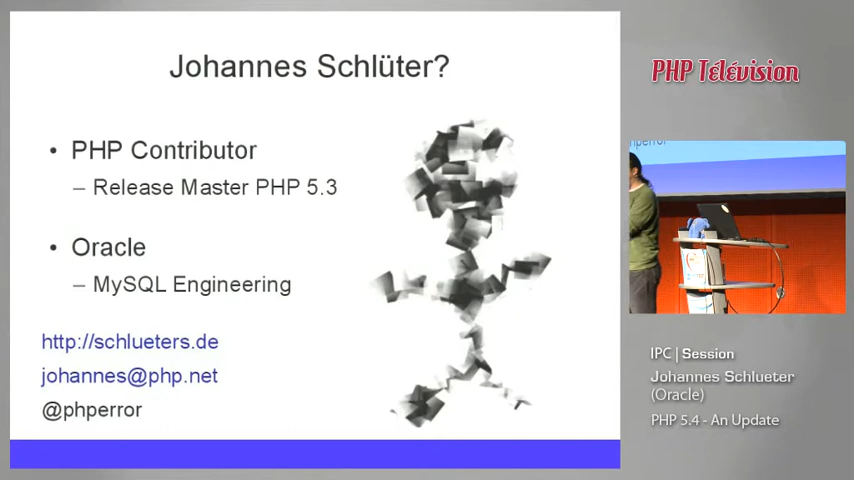 Johannes Schlüter?
• PHP Contributor
– Release Master PHP 5.3
• Oracle
– MySQL Engineering
http://schlueters.de
johannes@php.net
@phperror
PHP Télévision
hperror
IPC | Session
Johannes Schlueter
(Oracle)
PHP 5.4 - An Update